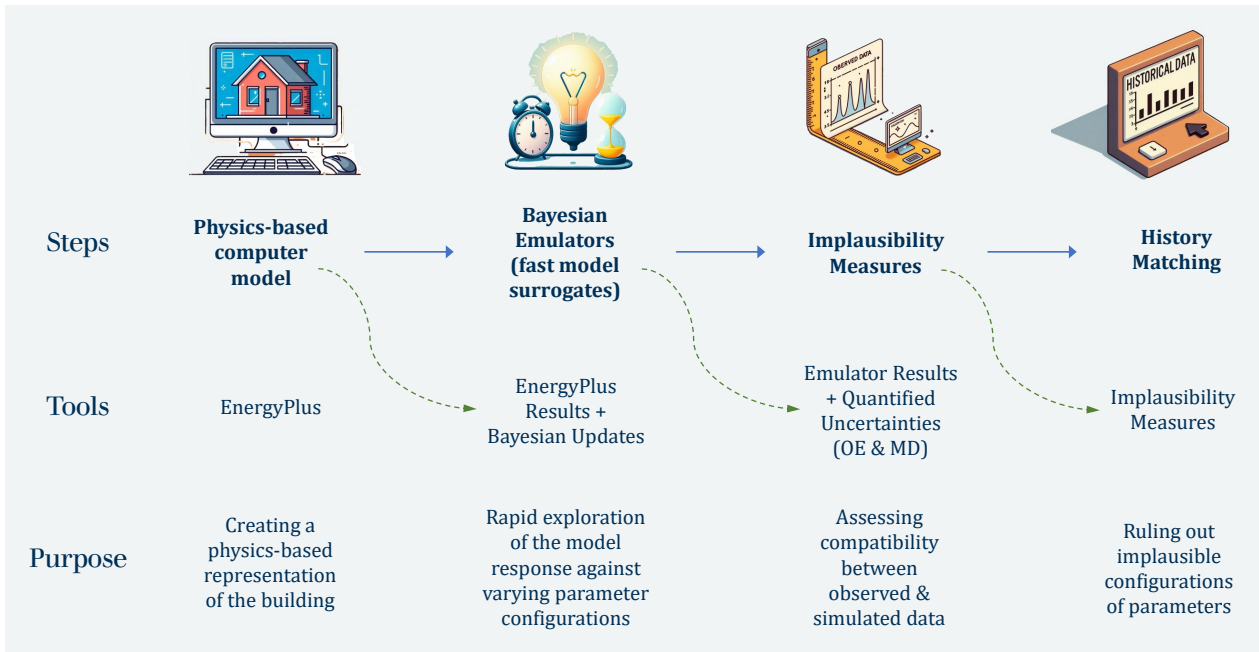 OBSERVED DATA
HISTORICAL DATA
Steps
Physics-based
computer
model
Bayesian
Emulators
(fast model
surrogates)
Implausibility
Measures
History
Matching
Tools
EnergyPlus
EnergyPlus
Results +
Bayesian Updates
Emulator Results
+ Quantified
Uncertainties
(OE & MD)
Implausibility
Measures
Purpose
Creating a
physics-based
representation
of the building
Rapid exploration
of the model
response against
varying parameter
configurations
Assessing
compatibility
between
observed &
simulated data
Ruling out
implausible
configurations
of parameters